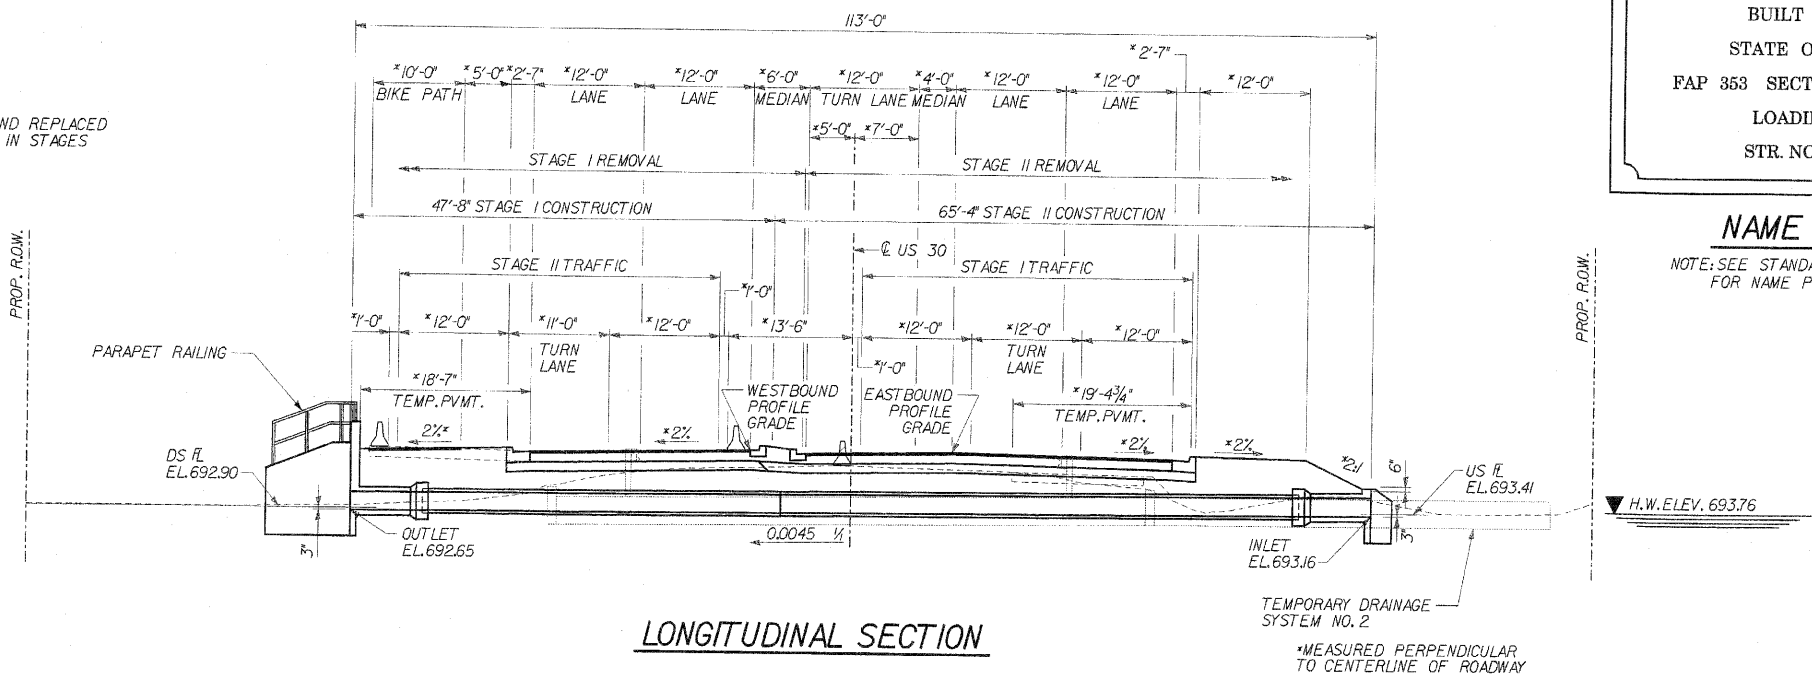 113'-0"
*2'-7"
*10'-0" *5'-0" *2'-7" *12'-0" *12'-0" *6'-0" *12'-0" *4'-0" *12'-0" *12'-0" *12'-0"
BIKE PATH LANE LANE MEDIAN TURN LANE MEDIAN LANE LANE
*5'-0" *7'-0"
ND REPLACED
IN STAGES
STAGE I REMOVAL STAGE II REMOVAL
47'-8" STAGE I CONSTRUCTION 65'-4" STAGE II CONSTRUCTION
℄ US 30
STAGE II TRAFFIC STAGE I TRAFFIC
*1'-0"
*1'-0" *12'-0" *11'-0" *12'-0" *13'-6" *12'-0" *12'-0" *12'-0"
TURN
LANE
TURN
LANE
*1'-0"
PROP. R.O.W.
PROP. R.O.W.
PARAPET RAILING
*18'-7"
TEMP. PVMT.
WESTBOUND
PROFILE
GRADE
EASTBOUND
PROFILE
GRADE
*19'-4¾"
TEMP. PVMT.
2%* *2% *2% *2%
*2:1
6"
DS FL
EL. 692.90
US FL
EL. 693.41
H.W. ELEV. 693.76
3"
OUTLET
EL. 692.65
0.0045 1/1
INLET
EL. 693.16
3"
TEMPORARY DRAINAGE
SYSTEM NO. 2
LONGITUDINAL SECTION
*MEASURED PERPENDICULAR
TO CENTERLINE OF ROADWAY
BUILT
STATE O
FAP 353 SECT
LOADI
STR. NO
NAME
NOTE: SEE STANDA
FOR NAME P